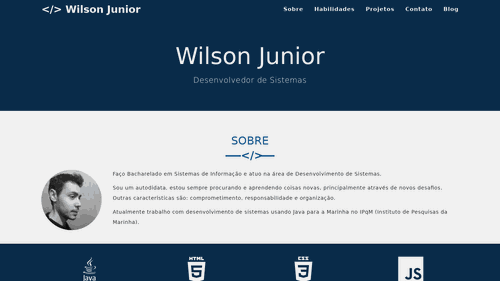 </> Wilson Junior
Sobre Habilidades Projetos Contato Blog
Wilson Junior
Desenvolvedor de Sistemas
SOBRE
</>
Faço Bacharelado em Sistemas de Informação e atuo na área de Desenvolvimento de Sistemas.
Sou um autodidata, estou sempre procurando e aprendendo coisas novas, principalmente através de novos desafios.
Outras características são: comprometimento, responsabilidade e organização.
Atualmente trabalho com desenvolvimento de sistemas usando Java para a Marinha no IPqM (Instituto de Pesquisas da
Marinha).
Java HTML 5 CSS 3 JS